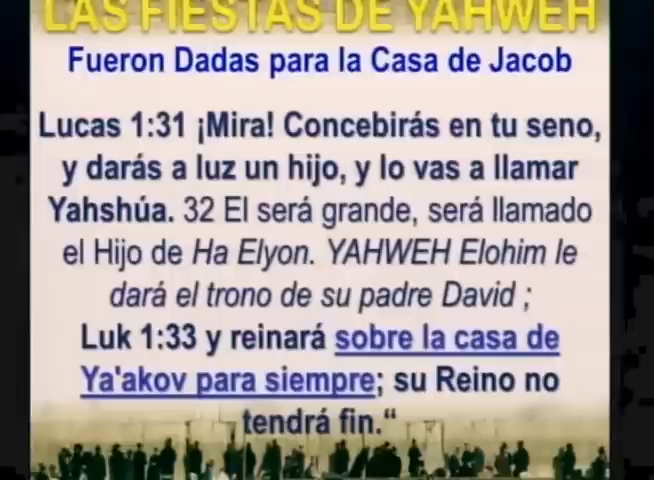 LAS FIESTAS DE YAHWEH
Fueron Dadas para la Casa de Jacob
Lucas 1:31 ¡Mira! Concebirás en tu seno,
y darás a luz un hijo, y lo vas a llamar
Yahshúa. 32 El será grande, será llamado
el Hijo de Ha Elyon. YAHWEH Elohim le
dará el trono de su padre David ;
Luk 1:33 y reinará sobre la casa de
Ya'akov para siempre; su Reino no
tendrá fin.“